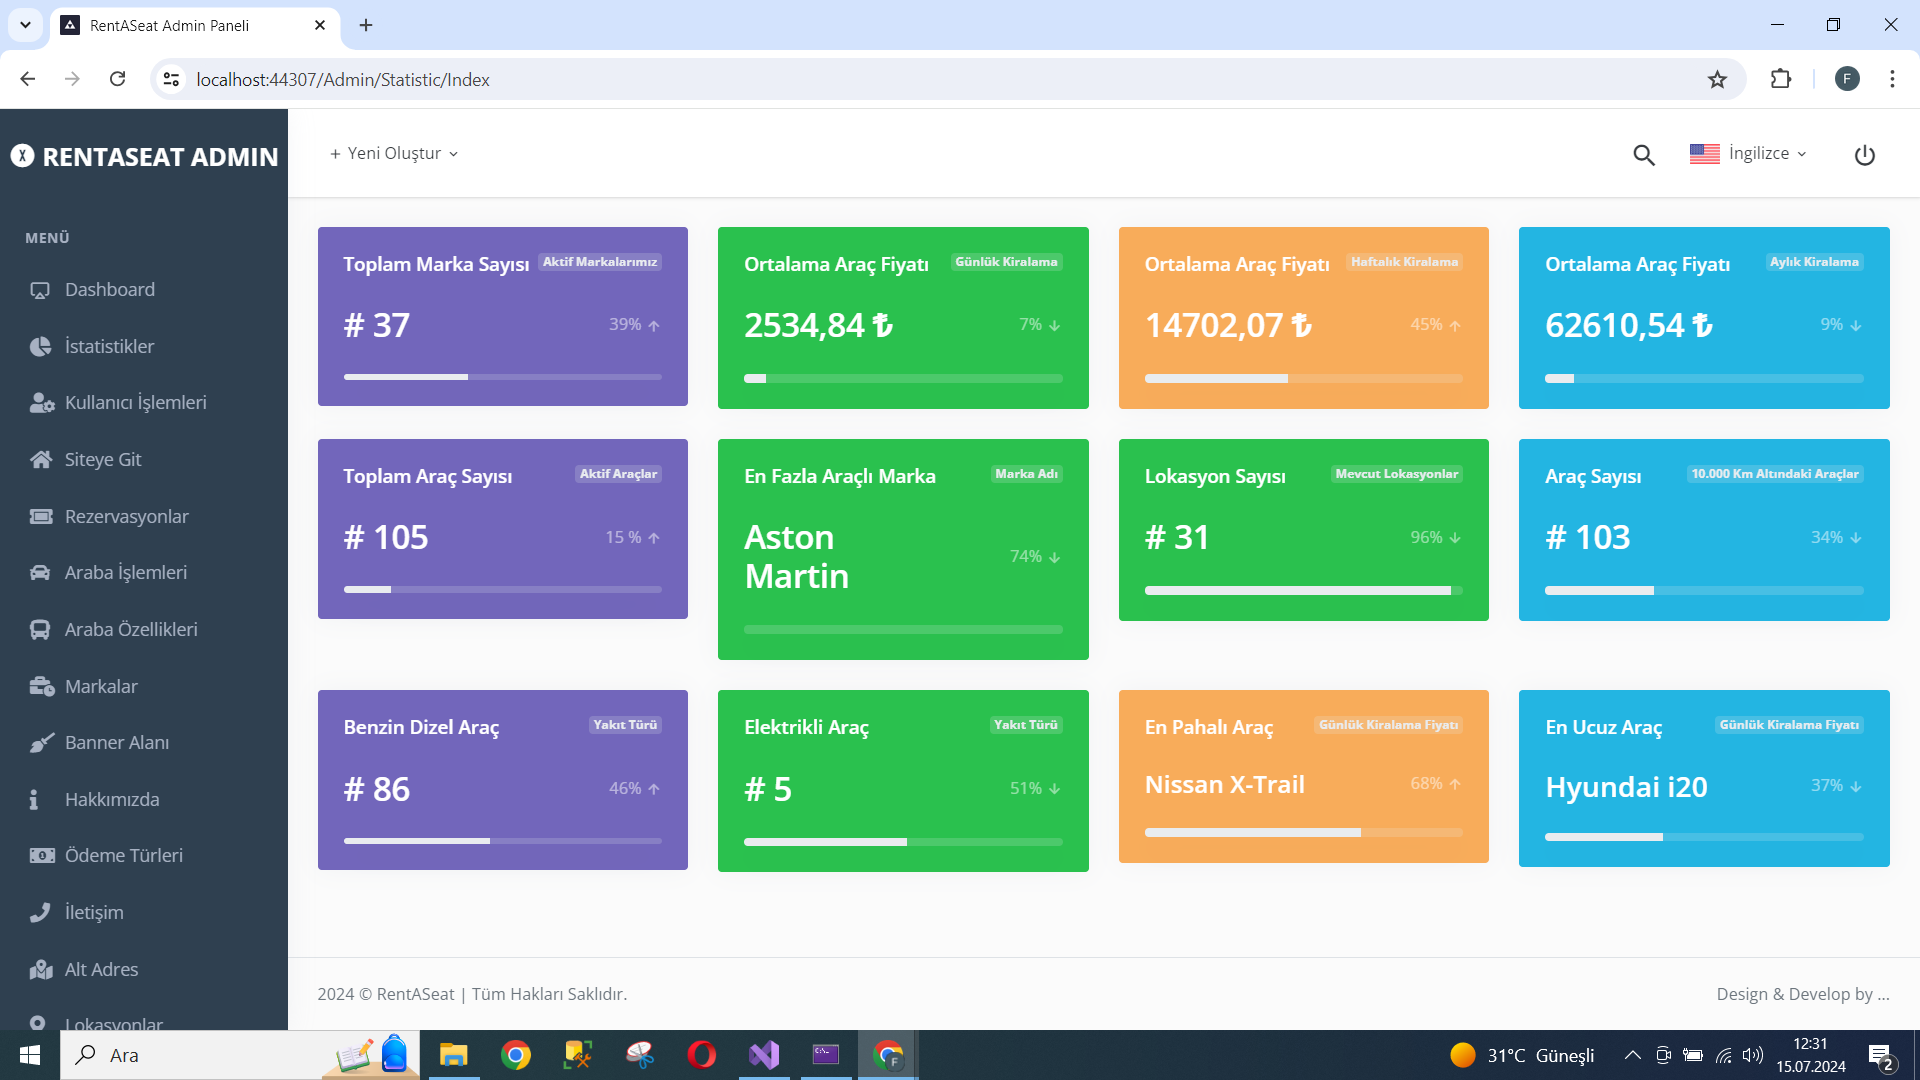 RentASeat Admin Paneli
localhost:44307/Admin/Statistic/Index
F
X RENTASEAT ADMIN
+ Yeni Oluştur
İngilizce
MENÜ
Dashboard
İstatistikler
Kullanıcı İşlemleri
Siteye Git
Rezervasyonlar
Araba İşlemleri
Araba Özellikleri
Markalar
Banner Alanı
Hakkımızda
Ödeme Türleri
İletişim
Alt Adres
Lokasyonlar
Toplam Marka Sayısı Aktif Markalarımız
# 37 39% ↑
Ortalama Araç Fiyatı Günlük Kiralama
2534,84 ₺ 7% ↓
Ortalama Araç Fiyatı Haftalık Kiralama
14702,07 ₺ 45% ↑
Ortalama Araç Fiyatı Aylık Kiralama
62610,54 ₺ 9% ↓
Toplam Araç Sayısı Aktif Araçlar
# 105 15 % ↑
En Fazla Araçlı Marka Marka Adı
Aston
Martin 74% ↓
Lokasyon Sayısı Mevcut Lokasyonlar
# 31 96% ↓
Araç Sayısı 10.000 Km Altındaki Araçlar
# 103 34% ↓
Benzin Dizel Araç Yakıt Türü
# 86 46% ↑
Elektrikli Araç Yakıt Türü
# 5 51% ↓
En Pahalı Araç Günlük Kiralama Fiyatı
Nissan X-Trail 68% ↑
En Ucuz Araç Günlük Kiralama Fiyatı
Hyundai i20 37% ↓
2024 © RentASeat | Tüm Hakları Saklıdır.
Design & Develop by ...
Ara
F
31°C Güneşli
12:31
15.07.2024
2